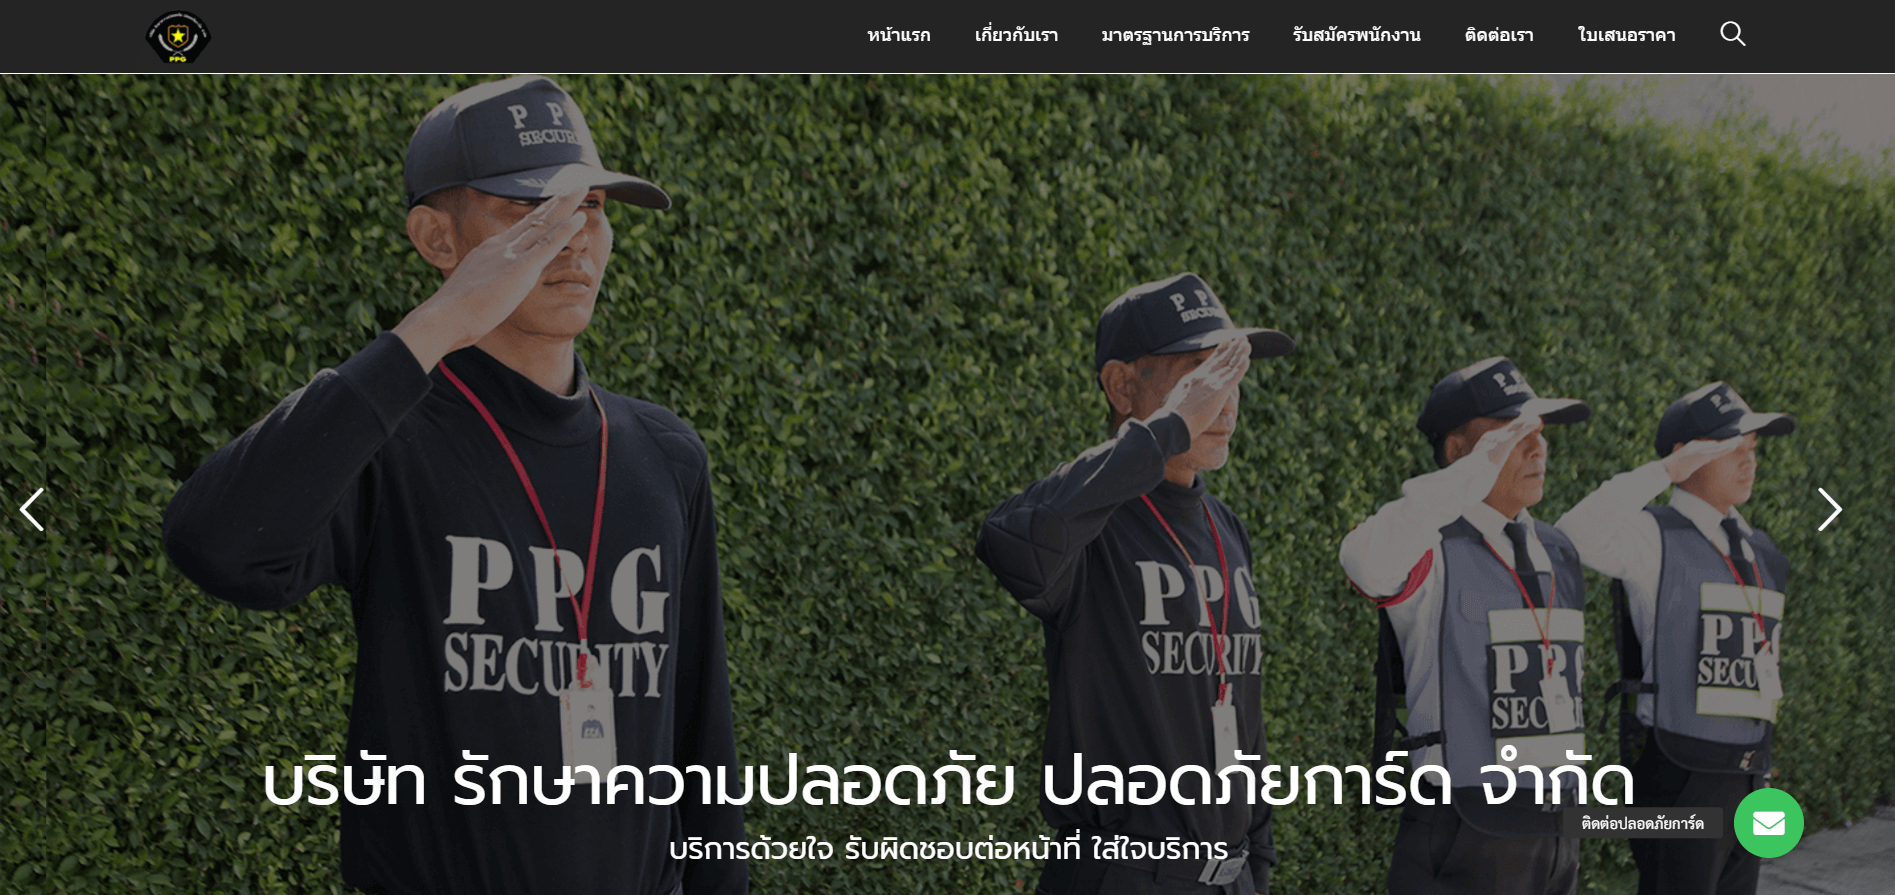 PPG
หน้าแรก
เกี่ยวกับเรา
มาตรฐานการบริการ
รับสมัครพนักงาน
ติดต่อเรา
ใบเสนอราคา
P P
SECURI
P P
SECURIT
PPG
SECURITY
PPG
SECURITY
PPG
SEC
PPG
SECU
บริษัท รักษาความปลอดภัย ปลอดภัยการ์ด จำกัด
ติดต่อปลอดภัยการ์ด
บริการด้วยใจ รับผิดชอบต่อหน้าที่ ใส่ใจบริการ